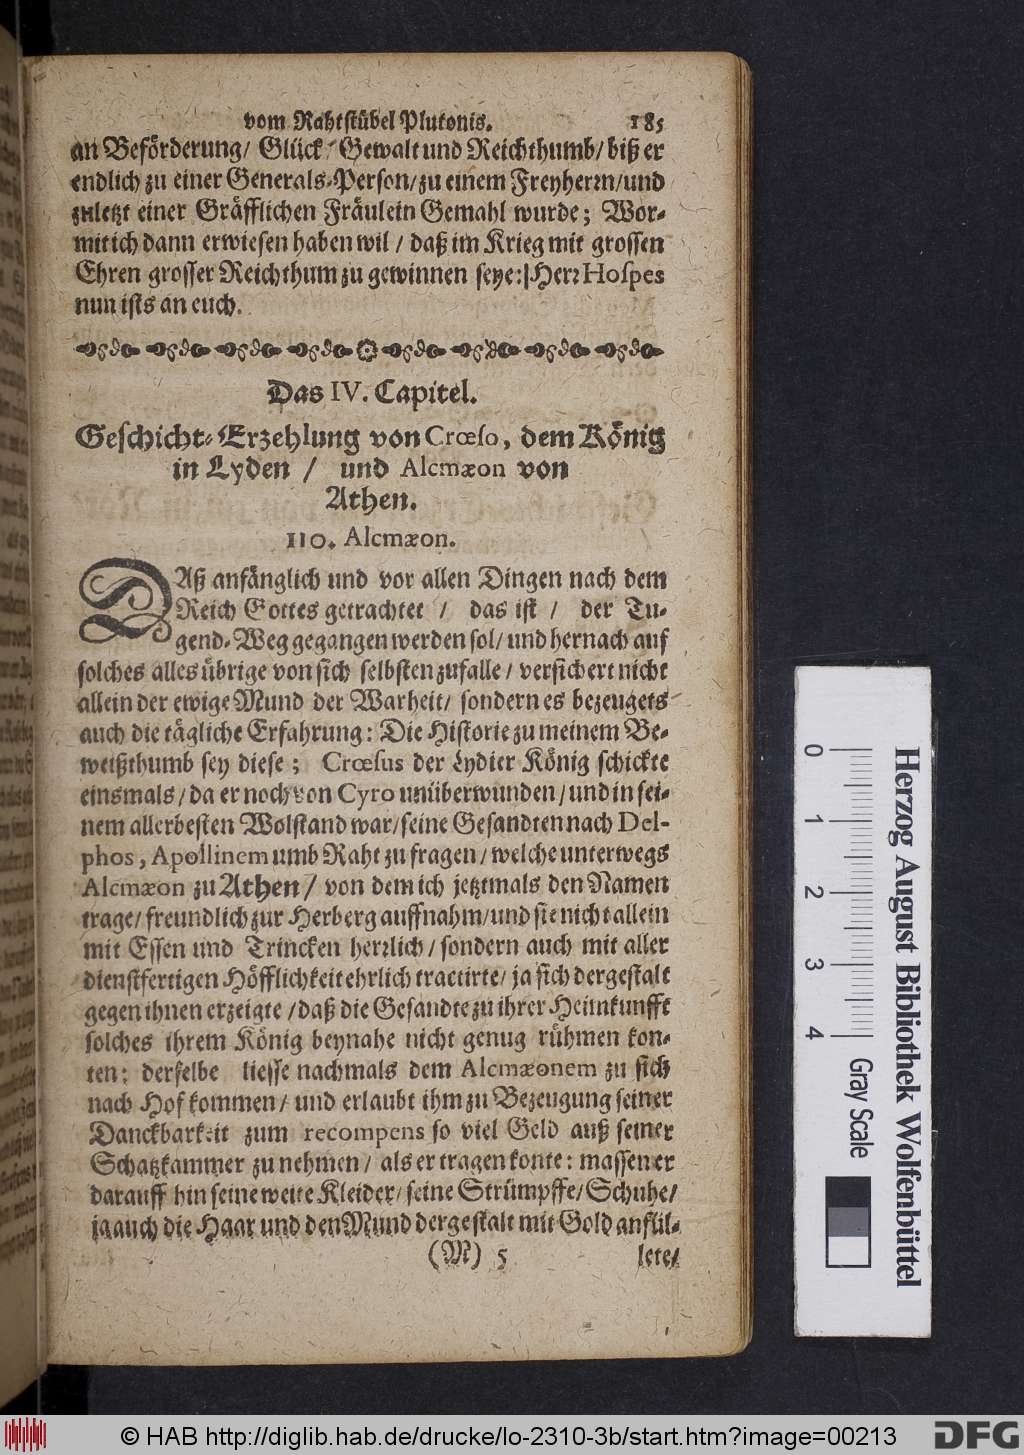 vom Rahtstübel Plutonis. 185
an Beförderung/ Glück/ Gewalt und Reichthumb/ biß er
endlich zu einer Generals-Person/ zu einem Freyherrn/ und
zuletzt einer Gräfflichen Fräulein Gemahl wurde; Wor-
mit ich dann erwiesen haben wil / daß im Krieg mit grossen
Ehren grosser Reichthum zu gewinnen seye: Herr Hospes
nun ists an euch.
Das IV. Capitel.
Geschicht-Erzehlung von Crœso, dem König
in Lyden / und Alcmæon von
Athen.
110. Alcmæon.
DAß anfänglich und vor allen Dingen nach dem
Reich Gottes getrachtet / das ist / der Tu-
gend-Weg gegangen werden sol/ und hernach auf
solches alles übrige von sich selbsten zufalle / versichert nicht
allein der ewige Mund der Warheit/ sondern es bezeugets
auch die tägliche Erfahrung: Die Historie zu meinem Be-
weißthumb sey diese; Crœsus der Lydier König schickte
einsmals / da er noch von Cyro unüberwunden / und in sei-
nem allerbesten Wolstand war/ seine Gesandten nach Del-
phos, Apollinem umb Raht zu fragen / welche unterwegs
Alcmæon zu Athen / von dem ich jetztmals den Namen
trage/ freundlich zur Herberg auffnahm/ und sie nicht allein
mit Essen und Trincken herrlich / sondern auch mit aller
dienstfertigen Höfflichkeit ehrlich tractirte/ ja sich dergestalt
gegen ihnen erzeigte / daß die Gesandte zu ihrer Heimkunfft
solches ihrem König beynahe nicht genug rühmen kon-
ten: derselbe liesse nachmals dem Alcmæonem zu sich
nach Hof kommen / und erlaubt ihm zu Bezeugung seiner
Danckbarkeit zum recompens so viel Geld auß seiner
Schatzkammer zu nehmen / als er tragen konte: massen er
darauff hin seine weite Kleider/ seine Strümpffe/ Schuhe/
ja auch die Haar und den Mund dergestalt mit Gold anfül-
(M) 5 lete/
0 1 2 3 4
Gray Scale
Herzog August Bibliothek Wolfenbüttel
© HAB http://diglib.hab.de/drucke/lo-2310-3b/start.htm?image=00213
DFG